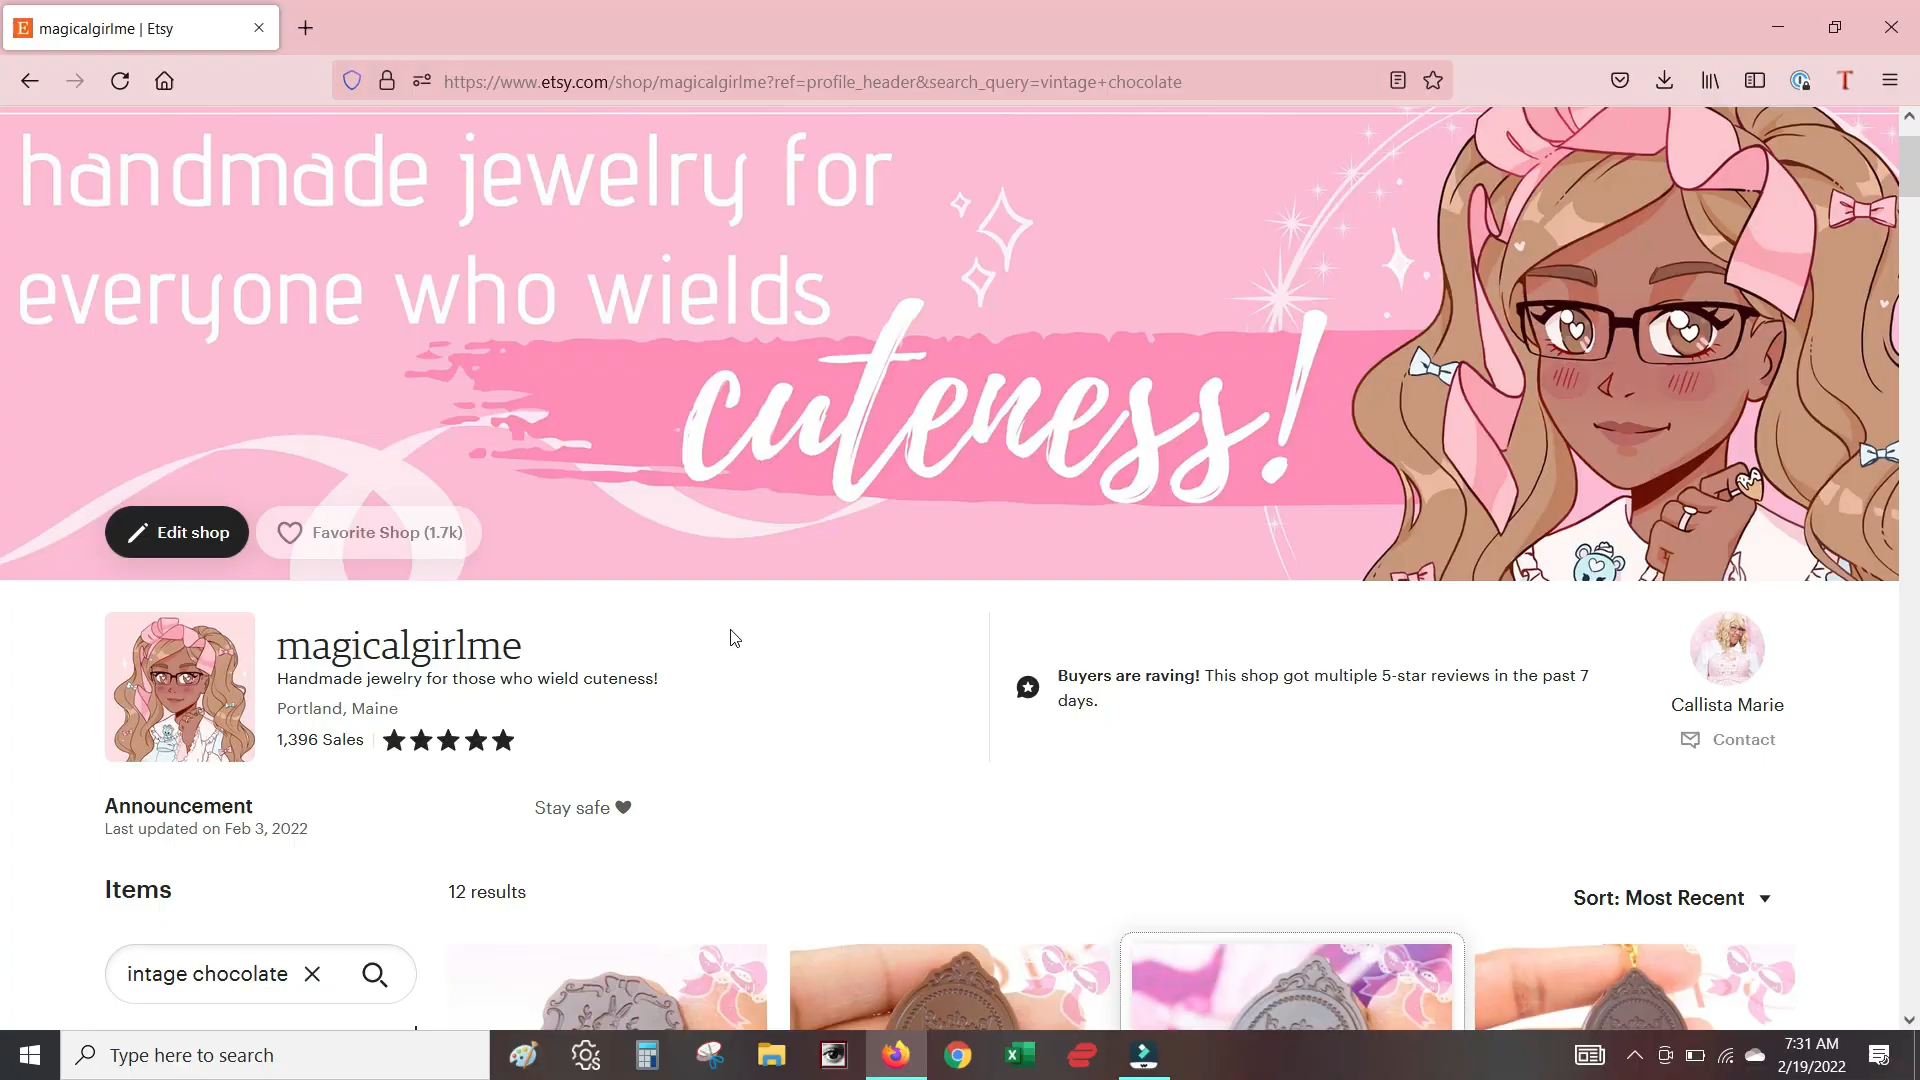 magicalgirlme | Etsy
https://www.etsy.com/shop/magicalgirlme?ref=profile_header&search_query=vintage+chocolate
handmade jewelry for
everyone who wields
cuteness!
Edit shop
Favorite Shop (1.7k)
magicalgirlme
Handmade jewelry for those who wield cuteness!
Portland, Maine
1,396 Sales
Buyers are raving! This shop got multiple 5-star reviews in the past 7
days.
Callista Marie
Contact
Announcement
Last updated on Feb 3, 2022
Stay safe ♥
Items
12 results
Sort: Most Recent
intage chocolate
Type here to search
7:31 AM
2/19/2022